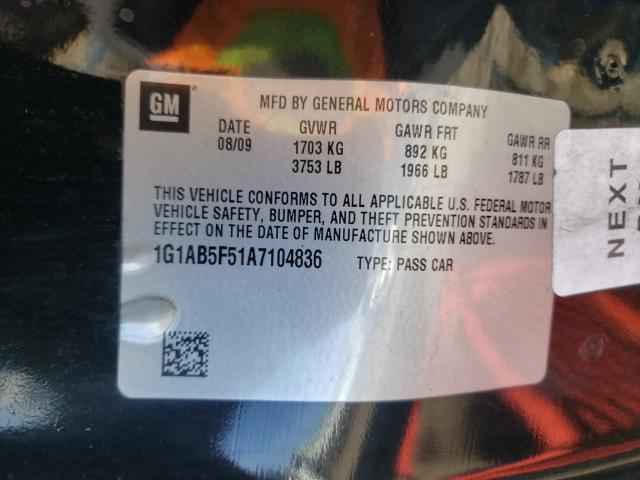 GM MFD BY GENERAL MOTORS COMPANY
DATE GVWR GAWR FRT GAWR RR
08/09 1703 KG 892 KG 811 KG
3753 LB 1966 LB 1787 LB
THIS VEHICLE CONFORMS TO ALL APPLICABLE U.S. FEDERAL MOTOR
VEHICLE SAFETY, BUMPER, AND THEFT PREVENTION STANDARDS IN
EFFECT ON THE DATE OF MANUFACTURE SHOWN ABOVE.
1G1AB5F51A7104836 TYPE: PASS CAR
NEXT